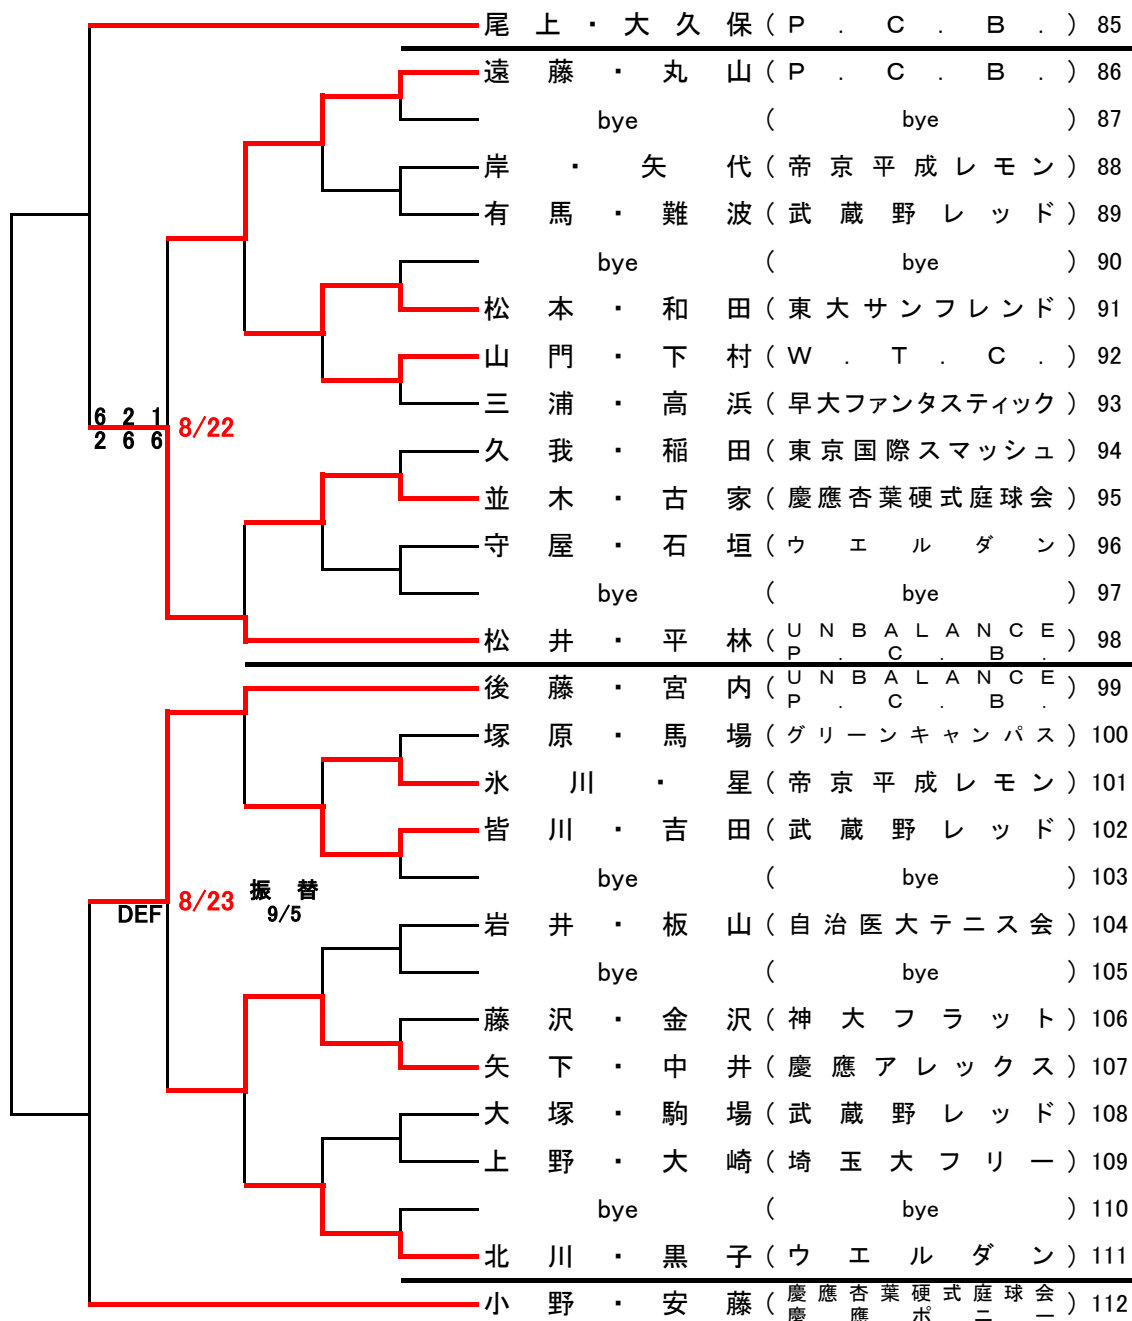 尾上・大久保（P.C.B.）85
遠藤・丸山（P.C.B.）86
bye（bye）87
岸・矢代（帝京平成レモン）88
有馬・難波（武蔵野レッド）89
bye（bye）90
松本・和田（東大サンフレンド）91
山門・下村（W.T.C.）92
三浦・高浜（早大ファンタスティック）93
6 2 1
2 6 6
8/22
久我・稲田（東京国際スマッシュ）94
並木・古家（慶應杏葉硬式庭球会）95
守屋・石垣（ウエルダン）96
bye（bye）97
松井・平林（UNBALANCE P.C.B.）98
後藤・宮内（UNBALANCE P.C.B.）99
塚原・馬場（グリーンキャンパス）100
氷川・星（帝京平成レモン）101
皆川・吉田（武蔵野レッド）102
bye（bye）103
DEF
8/23
振替
9/5
岩井・板山（自治医大テニス会）104
bye（bye）105
藤沢・金沢（神大フラット）106
矢下・中井（慶應アレックス）107
大塚・駒場（武蔵野レッド）108
上野・大崎（埼玉大フリー）109
bye（bye）110
北川・黒子（ウエルダン）111
小野・安藤（慶應杏葉硬式庭球会 慶應ポニー）112